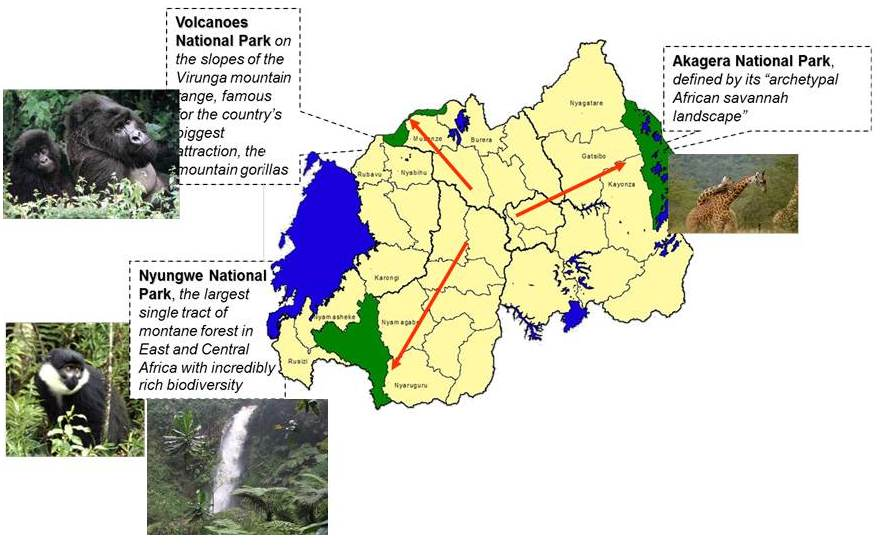 Volcanoes
National Park on
the slopes of the
Virunga mountain
range, famous
for the country's
biggest
attraction, the
mountain gorillas
Akagera National Park,
defined by its "archetypal
African savannah
landscape"
Nyagatare
Musanze
Burera
Gatsibo
Rubavu
Nyabihu
Kayonza
Nyungwe National
Park, the largest
single tract of
montane forest in
East and Central
Africa with incredibly
rich biodiversity
Karongi
Nyamasheke
Nyamagabe
Rusizi
Nyaruguru